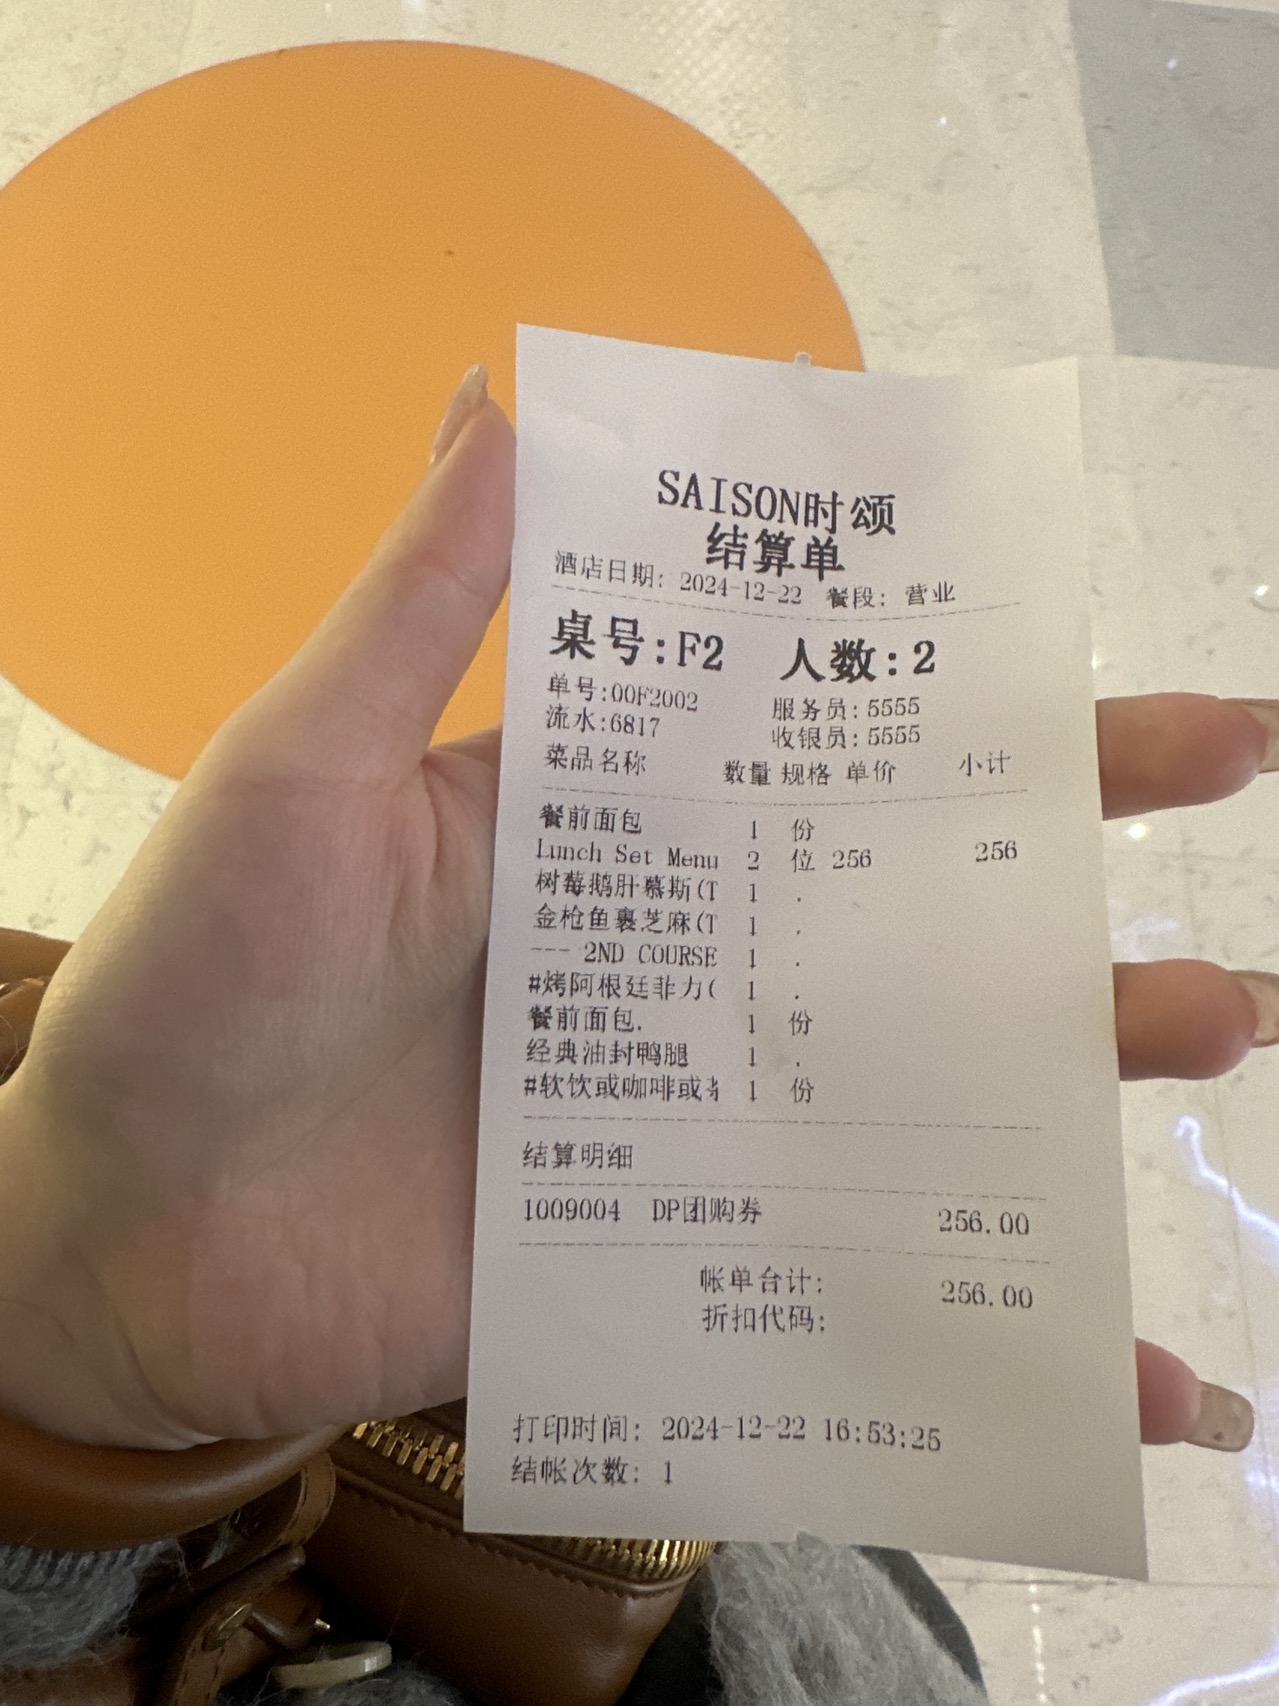 SAISON时颂
结算单
酒店日期: 2024-12-22 餐段: 营业
桌号:F2 人数:2
单号:00F2002 服务员:5555
流水:6817 收银员:5555
菜品名称 数量 规格 单价 小计
餐前面包 1 份
Lunch Set Menu 2 位 256 256
树莓鹅肝慕斯(T 1 .
金枪鱼裹芝麻(T 1 .
--- 2ND COURSE 1 .
#烤阿根廷菲力( 1 .
餐前面包. 1 份
经典油封鸭腿 1 .
#软饮或咖啡或 1 份
结算明细
1009004 DP团购券 256.00
帐单合计: 256.00
折扣代码:
打印时间: 2024-12-22 16:53:25
结帐次数: 1